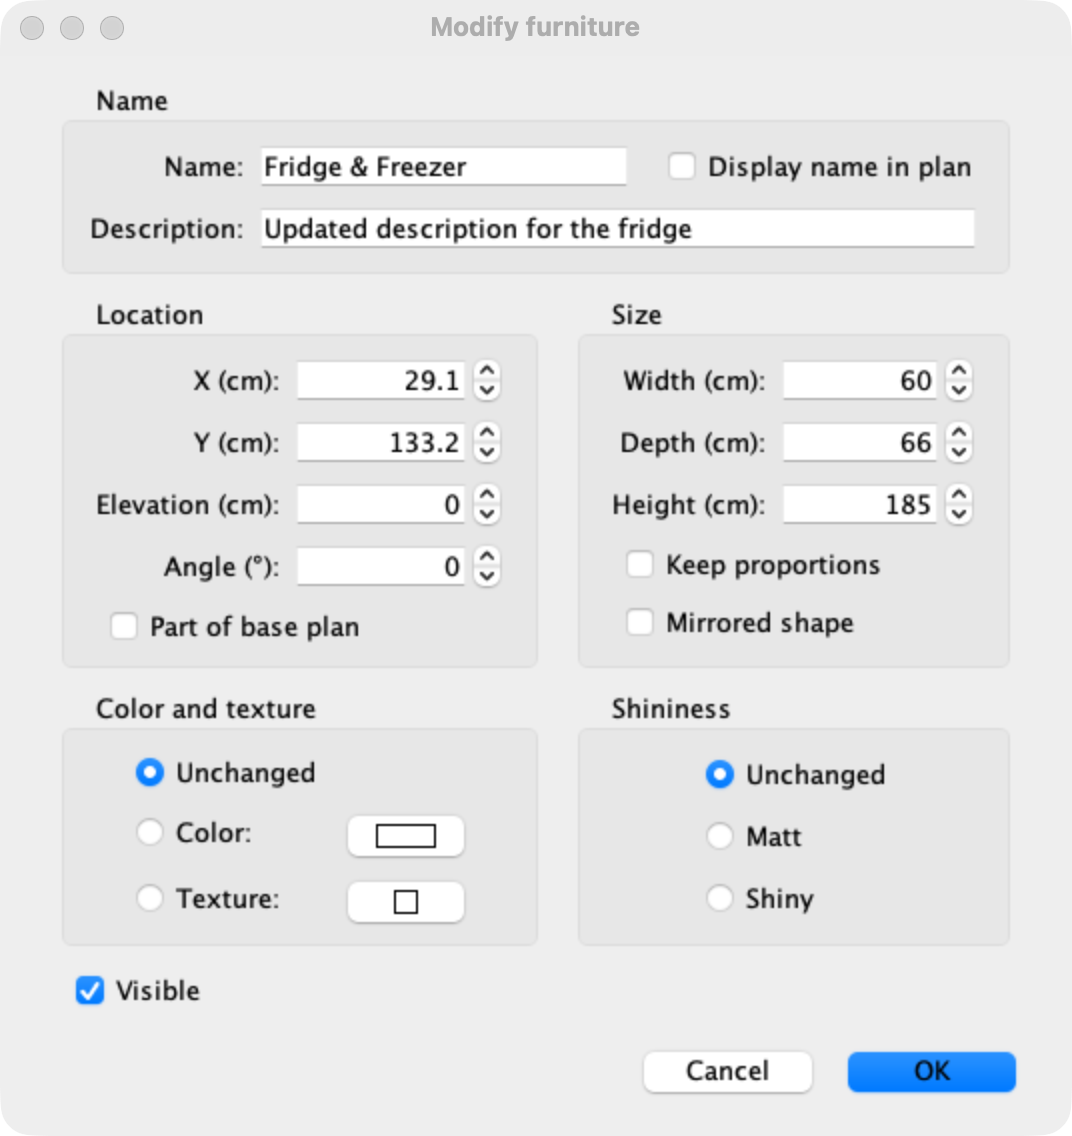 Modify furniture
Name
Name: Fridge & Freezer Display name in plan
Description: Updated description for the fridge
Location Size
X (cm): 29.1 Width (cm): 60
Y (cm): 133.2 Depth (cm): 66
Elevation (cm): 0 Height (cm): 185
Angle (°): 0 Keep proportions
Part of base plan Mirrored shape
Color and texture Shininess
Unchanged Unchanged
Color: Matt
Texture: Shiny
Visible
Cancel OK